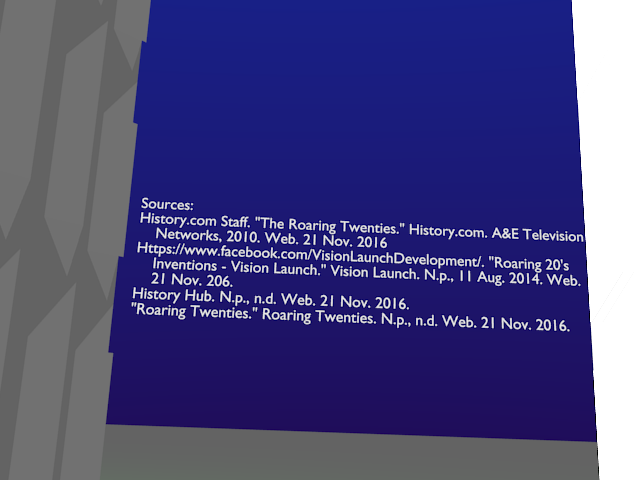 Sources:
History.com Staff. "The Roaring Twenties." History.com. A&E Television
Networks, 2010. Web. 21 Nov. 2016
Https://www.facebook.com/VisionLaunchDevelopment/. "Roaring 20's
Inventions - Vision Launch." Vision Launch. N.p., 11 Aug. 2014. Web.
21 Nov. 206.
History Hub. N.p., n.d. Web. 21 Nov. 2016.
"Roaring Twenties." Roaring Twenties. N.p., n.d. Web. 21 Nov. 2016.